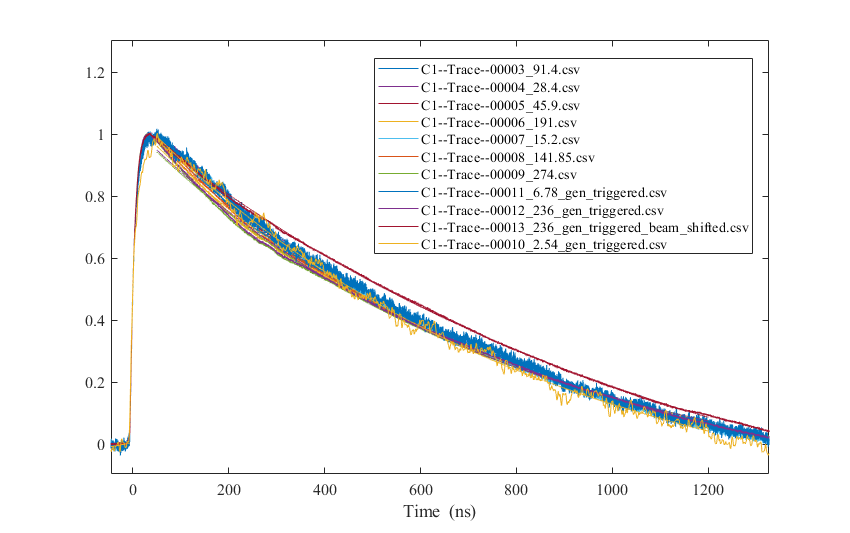 1.2
1
0.8
0.6
0.4
0.2
0
C1--Trace--00003_91.4.csv
C1--Trace--00004_28.4.csv
C1--Trace--00005_45.9.csv
C1--Trace--00006_191.csv
C1--Trace--00007_15.2.csv
C1--Trace--00008_141.85.csv
C1--Trace--00009_274.csv
C1--Trace--00011_6.78_gen_triggered.csv
C1--Trace--00012_236_gen_triggered.csv
C1--Trace--00013_236_gen_triggered_beam_shifted.csv
C1--Trace--00010_2.54_gen_triggered.csv
0 200 400 600 800 1000 1200
Time (ns)